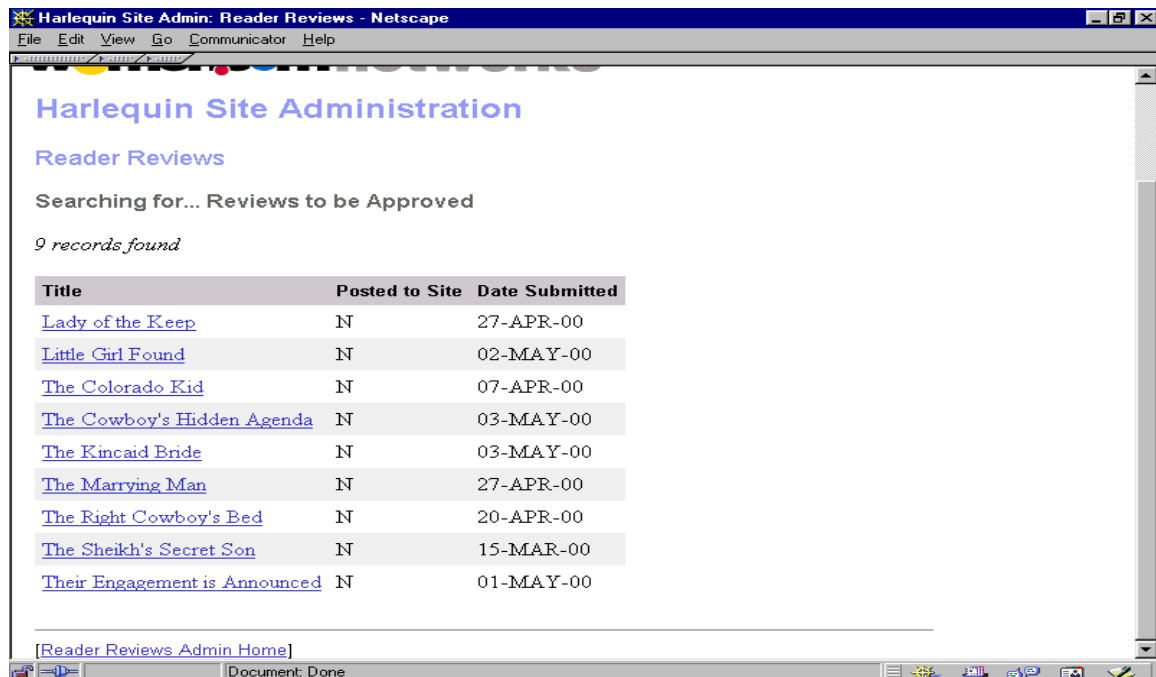 Harlequin Site Admin: Reader Reviews - Netscape
File Edit View Go Communicator Help
Harlequin Site Administration
Reader Reviews
Searching for... Reviews to be Approved
9 records found
Title Posted to Site Date Submitted
Lady of the Keep N 27-APR-00
Little Girl Found N 02-MAY-00
The Colorado Kid N 07-APR-00
The Cowboy's Hidden Agenda N 03-MAY-00
The Kincaid Bride N 03-MAY-00
The Marrying Man N 27-APR-00
The Right Cowboy's Bed N 20-APR-00
The Sheikh's Secret Son N 15-MAR-00
Their Engagement is Announced N 01-MAY-00
[Reader Reviews Admin Home]
Document: Done